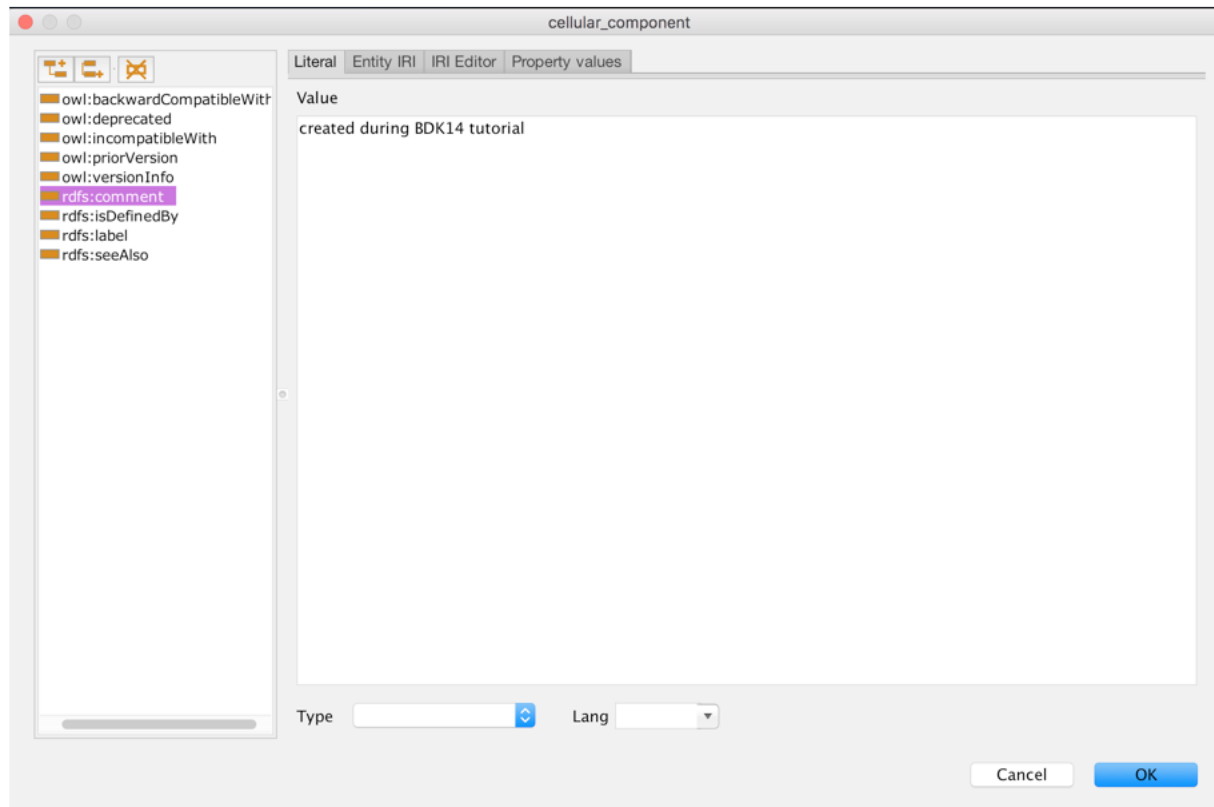 cellular_component
Literal Entity IRI IRI Editor Property values
owl:backwardCompatibleWith
owl:deprecated
owl:incompatibleWith
owl:priorVersion
owl:versionInfo
rdfs:comment
rdfs:isDefinedBy
rdfs:label
rdfs:seeAlso
Value
created during BDK14 tutorial
Type Lang
Cancel OK